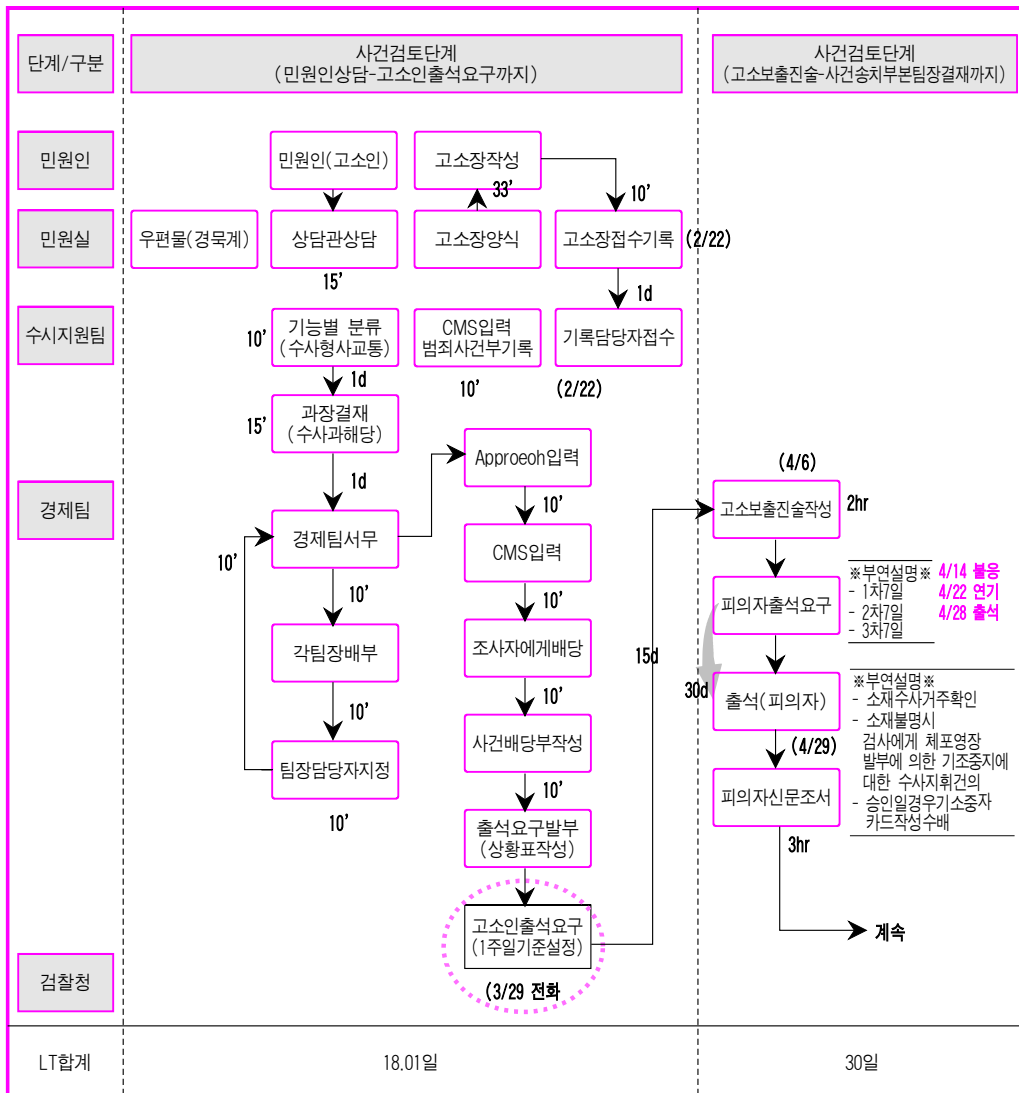 단계/구분
사건검토단계
(민원인상담-고소인출석요구까지)
사건검토단계
(고소보출진술-사건송치부본팀장결재까지)
민원인
민원인(고소인)
고소장작성
33'
10'
민원실
우편물(경묵계)
상담관상담
고소장양식
고소장접수기록
(2/22)
15'
1d
수시지원팀
10'
기능별 분류
(수사형사교통)
CMS입력
범죄사건부기록
기록담당자접수
1d
10'
(2/22)
15'
과장결재
(수사과해당)
1d
Approeoh입력
(4/6)
경제팀
고소보출진술작성
2hr
10'
경제팀서무
10'
CMS입력
10'
10'
※부연설명※
- 1차7일
- 2차7일
- 3차7일
4/14 불응
4/22 연기
4/28 출석
피의자출석요구
각팀장배부
조사자에게배당
15d
10'
10'
30d
출석(피의자)
※부연설명※
- 소재수사거주확인
- 소재불명시
검사에게 체포영장
발부에 의한 기조중지에
대한 수사지휘건의
- 승인일경우기소중자
카드작성수배
사건배당부작성
(4/29)
팀장담당자지정
10'
10'
피의자신문조서
출석요구발부
(상황표작성)
3hr
고소인출석요구
(1주일기준설정)
계속
검찰청
(3/29 전화
LT합계
18.01일
30일